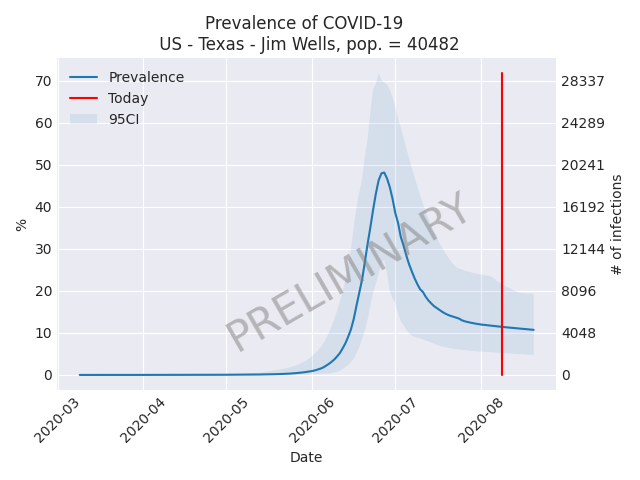 Prevalence of COVID-19
US - Texas - Jim Wells, pop. = 40482
Prevalence
Today
95CI
PRELIMINARY
%
70
60
50
40
30
20
10
0
28337
24289
20241
16192
12144
8096
4048
0
# of infections
2020-03
2020-04
2020-05
2020-06
2020-07
2020-08
Date